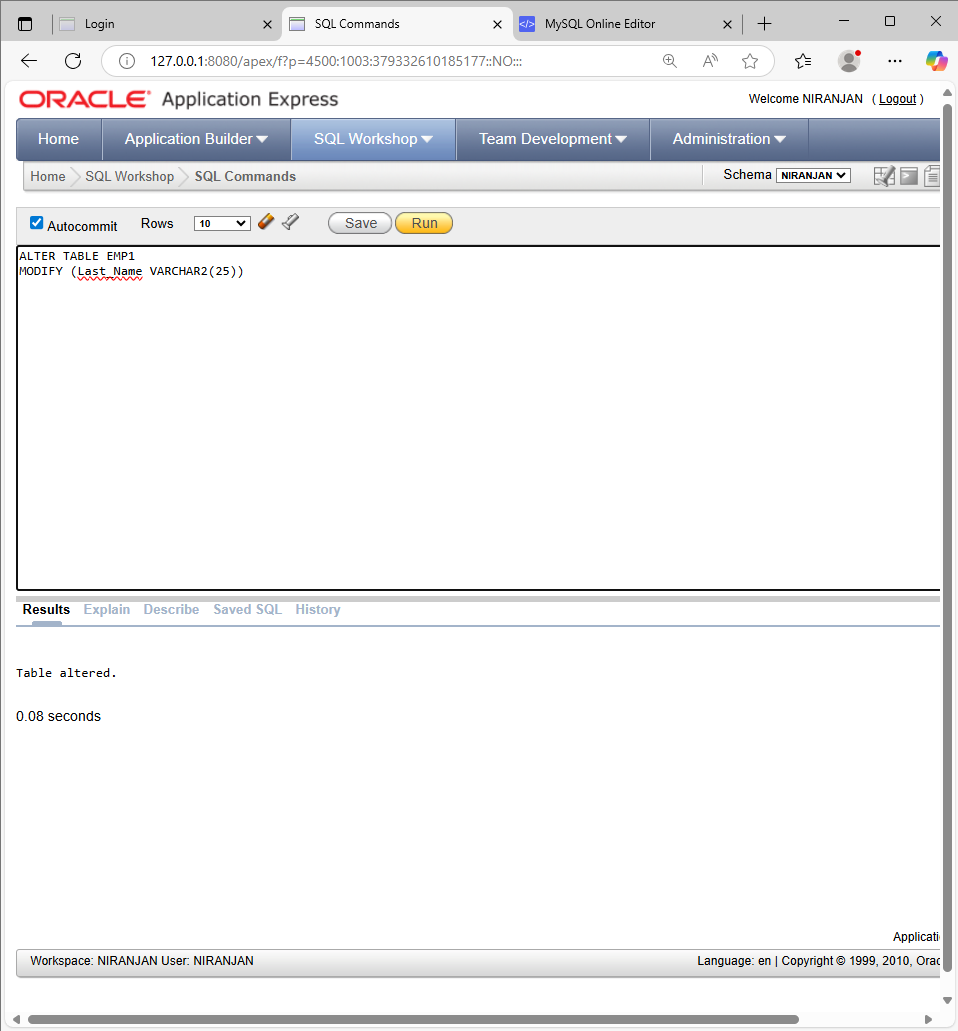 Login
SQL Commands
MySQL Online Editor
127.0.0.1:8080/apex/f?p=4500:1003:379332610185177::NO:::
ORACLE Application Express
Welcome NIRANJAN ( Logout )
Home Application Builder SQL Workshop Team Development Administration
Home SQL Workshop SQL Commands
Schema NIRANJAN
Autocommit Rows 10 Save Run
ALTER TABLE EMP1
MODIFY (Last_Name VARCHAR2(25))
Results Explain Describe Saved SQL History
Table altered.
0.08 seconds
Applicati
Workspace: NIRANJAN User: NIRANJAN
Language: en | Copyright © 1999, 2010, Orac